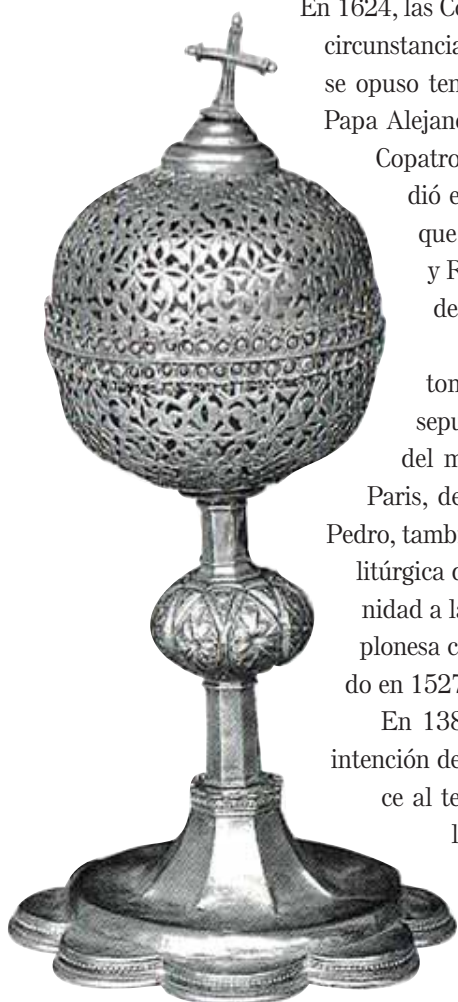 En 1624, las Co
circunstancia
se opuso ten
Papa Alejand
Copatro
dió e
que
y R
de
ton
sepu
del m
Paris, de
Pedro, tambi
litúrgica d
nidad a la
plonesa c
do en 1527
En 138
intención de
ce al te
l